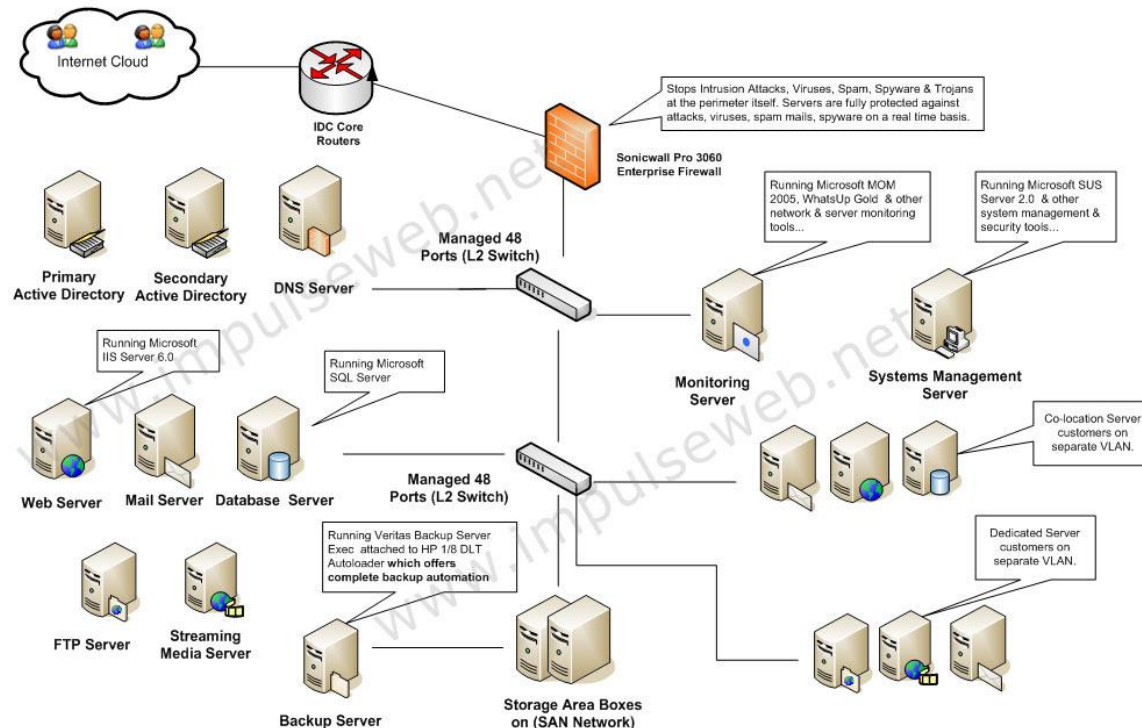 Internet Cloud
IDC Core
Routers
Stops Intrusion Attacks, Viruses, Spam, Spyware & Trojans
at the perimeter itself. Servers are fully protected against
attacks, viruses, spam mails, spyware on a real time basis.
Sonicwall Pro 3060
Enterprise Firewall
Primary
Active Directory
Secondary
Active Directory
DNS Server
Managed 48
Ports (L2 Switch)
Running Microsoft MOM
2005, WhatsUp Gold & other
network & server monitoring
tools...
Running Microsoft SUS
Server 2.0 & other
system management &
security tools...
Monitoring
Server
Systems Management
Server
Running Microsoft
IIS Server 6.0
Running Microsoft
SQL Server
Web Server
Mail Server
Database Server
Managed 48
Ports (L2 Switch)
Co-location Server
customers on
separate VLAN.
Running Veritas Backup Server
Exec attached to HP 1/8 DLT
Autoloader which offers
complete backup automation
Dedicated Server
customers on
separate VLAN.
FTP Server
Streaming
Media Server
Backup Server
Storage Area Boxes
on (SAN Network)
www.impulseweb.net
www.impulseweb.net